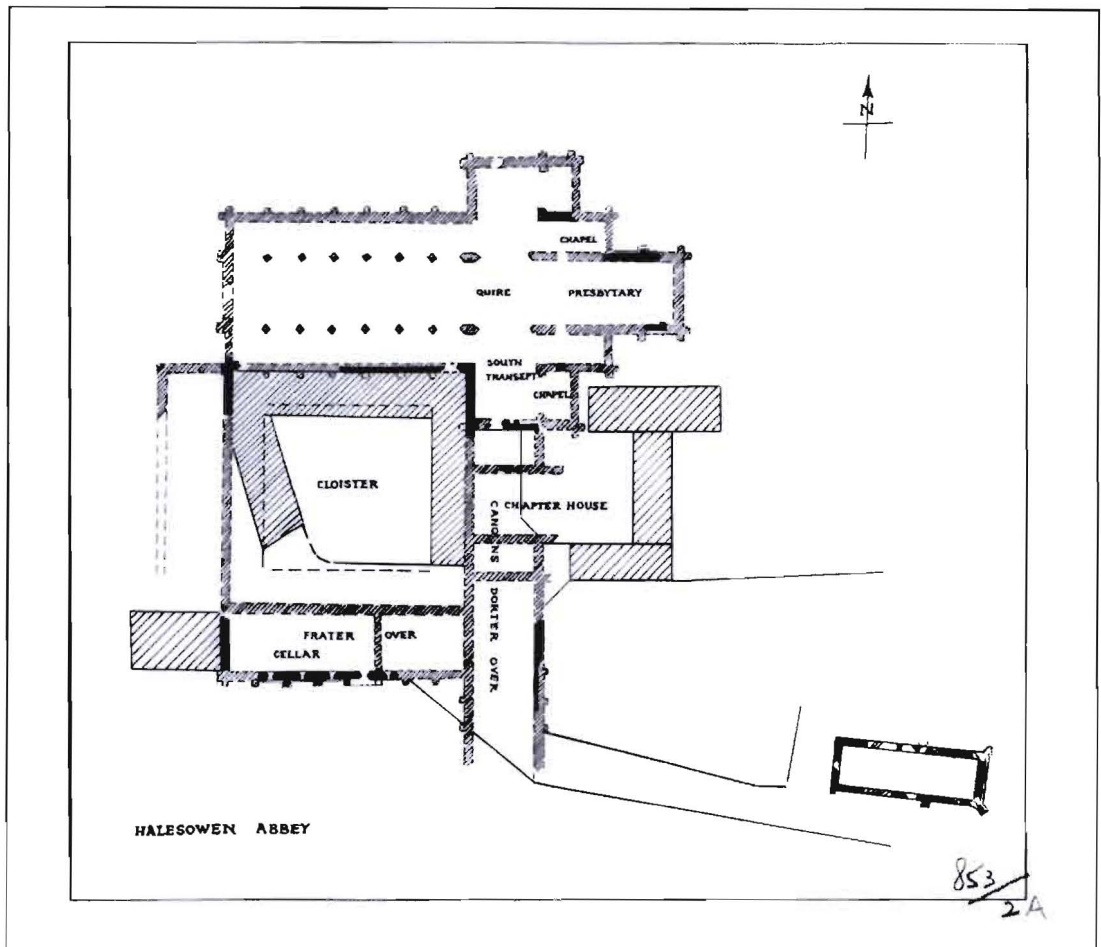 N
CHAPEL
QUIRE PRESBYTARY
SOUTH
TRANSEPT
CHAPEL
CLOISTER
CHAPTER HOUSE
CANONS DORTER OVER
FRATER OVER
CELLAR
HALESOWEN ABBEY
853
2A